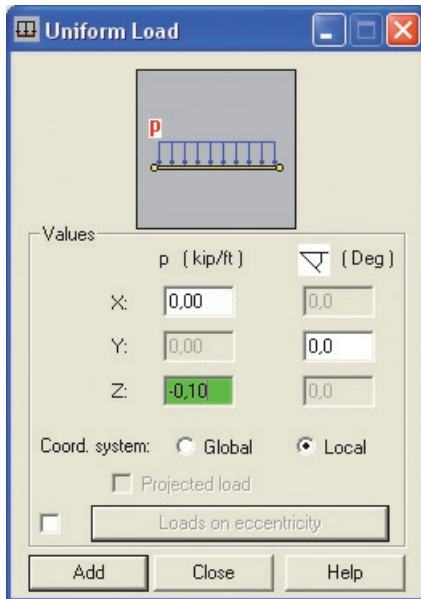 Uniform Load
p
Values
p (kip/ft) (Deg)
X: 0,00 0,0
Y: 0,00 0,0
Z: -0,10 0,0
Coord. system: Global Local
Projected load
Loads on eccentricity
Add Close Help